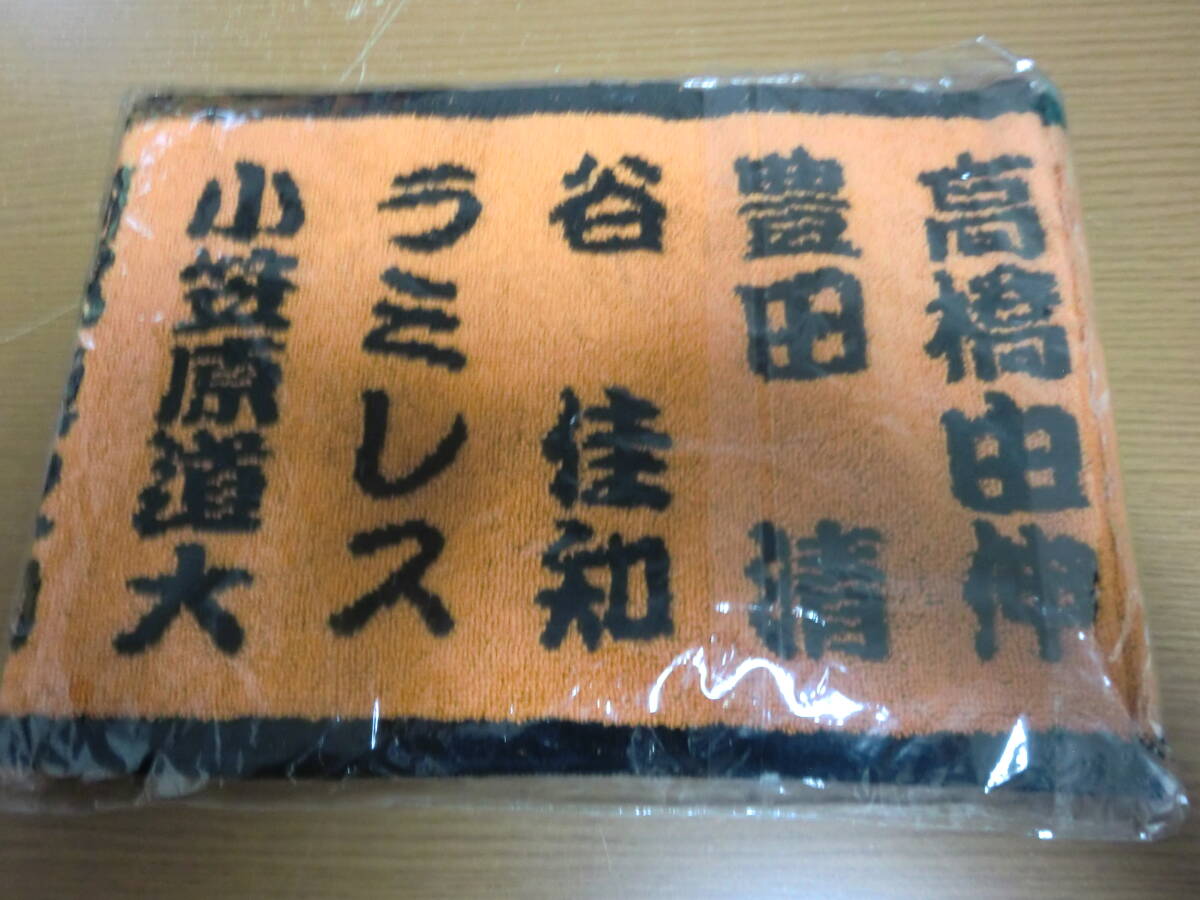 高橋由伸
豊田 清
谷 佳知
ラミレス
小笠原道大